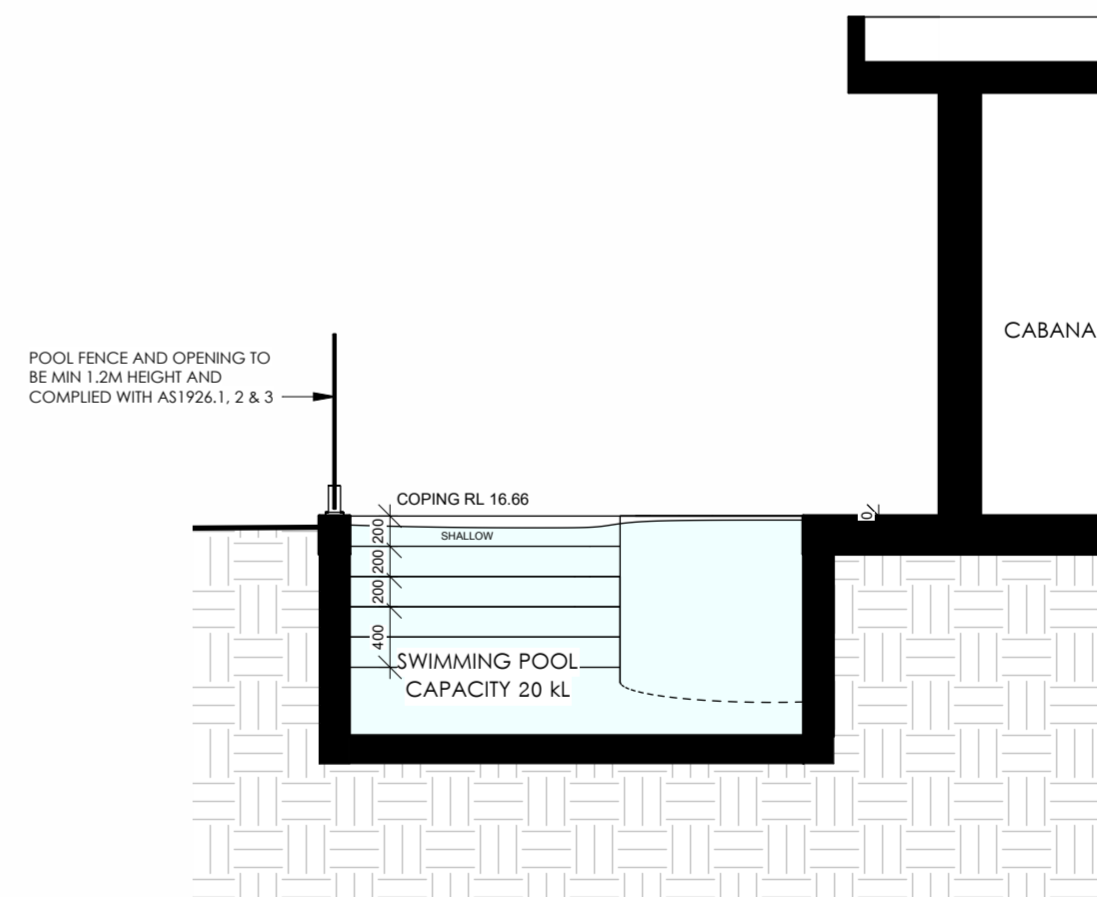 CABANA
POOL FENCE AND OPENING TO
BE MIN 1.2M HEIGHT AND
COMPLIED WITH AS1926.1, 2 & 3
COPING RL 16.66
0
200
SHALLOW
200
200
400
SWIMMING POOL
CAPACITY 20 kL